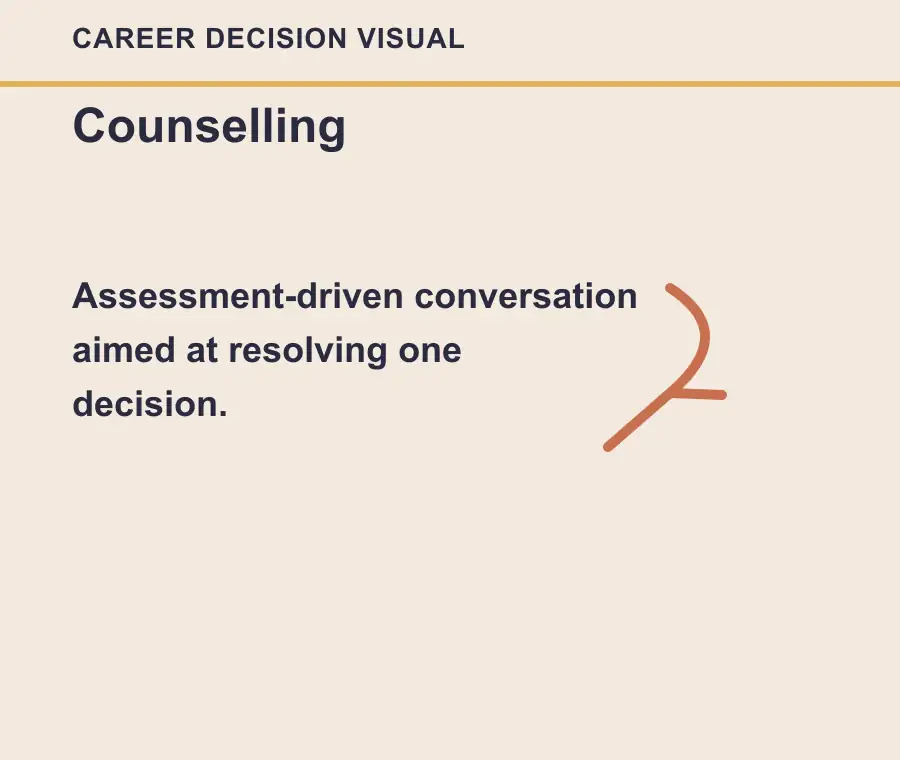 CAREER DECISION VISUAL
Counselling
Assessment-driven conversation
aimed at resolving one
decision.